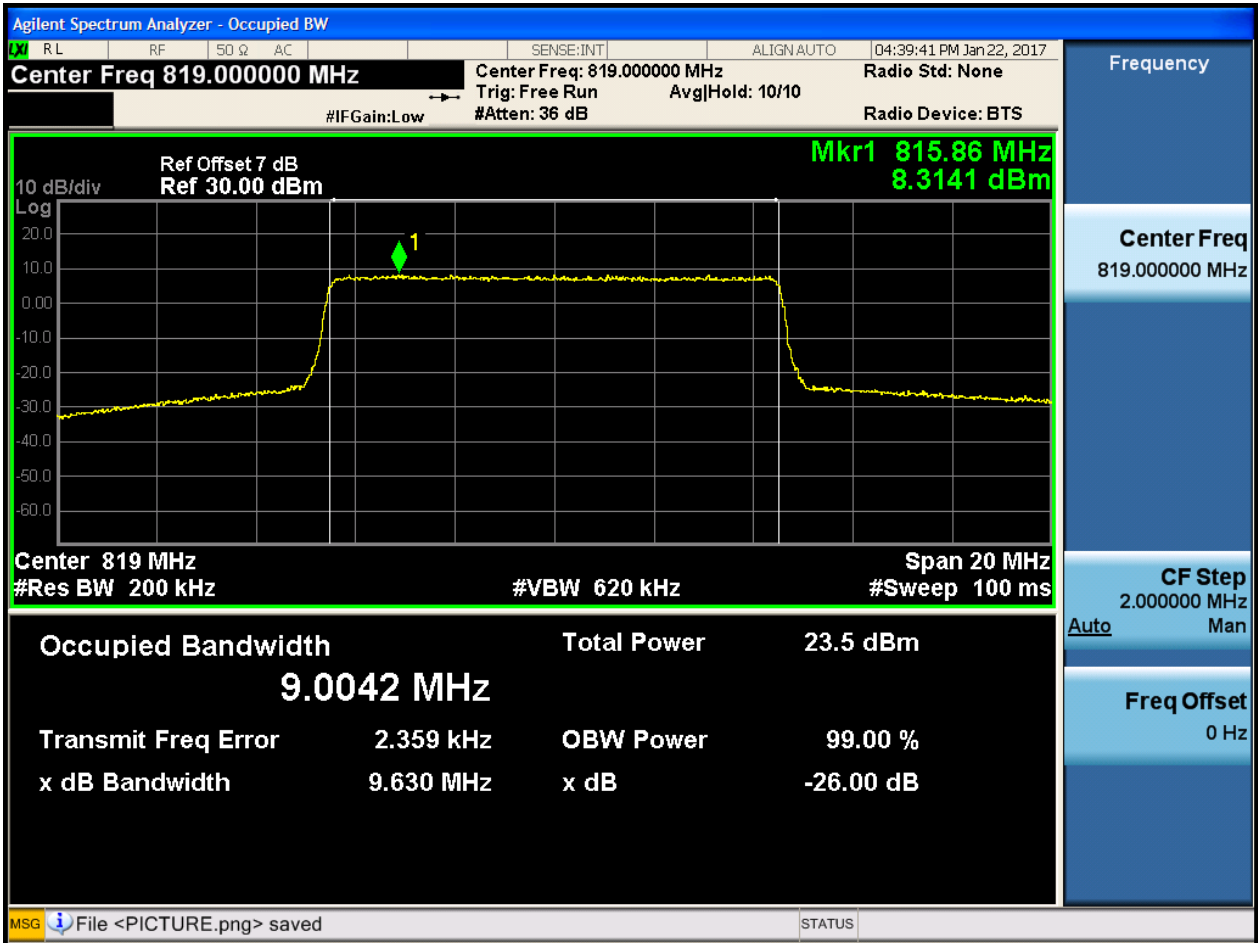 Agilent Spectrum Analyzer - Occupied BW
LXI RL RF 50 Ω AC SENSE:INT ALIGN AUTO 04:39:41 PM Jan 22, 2017
Center Freq 819.000000 MHz
Center Freq: 819.000000 MHz Radio Std: None
Trig: Free Run Avg|Hold: 10/10
#IFGain:Low #Atten: 36 dB Radio Device: BTS
Mkr1 815.86 MHz
8.3141 dBm
Ref Offset 7 dB
10 dB/div Ref 30.00 dBm
Log
20.0
10.0
0.00
-10.0
-20.0
-30.0
-40.0
-50.0
-60.0
1
Center 819 MHz Span 20 MHz
#Res BW 200 kHz #VBW 620 kHz #Sweep 100 ms
Occupied Bandwidth Total Power 23.5 dBm
9.0042 MHz
Transmit Freq Error 2.359 kHz OBW Power 99.00 %
x dB Bandwidth 9.630 MHz x dB -26.00 dB
Frequency
Center Freq
819.000000 MHz
CF Step
2.000000 MHz
Auto Man
Freq Offset
0 Hz
MSG File <PICTURE.png> saved STATUS